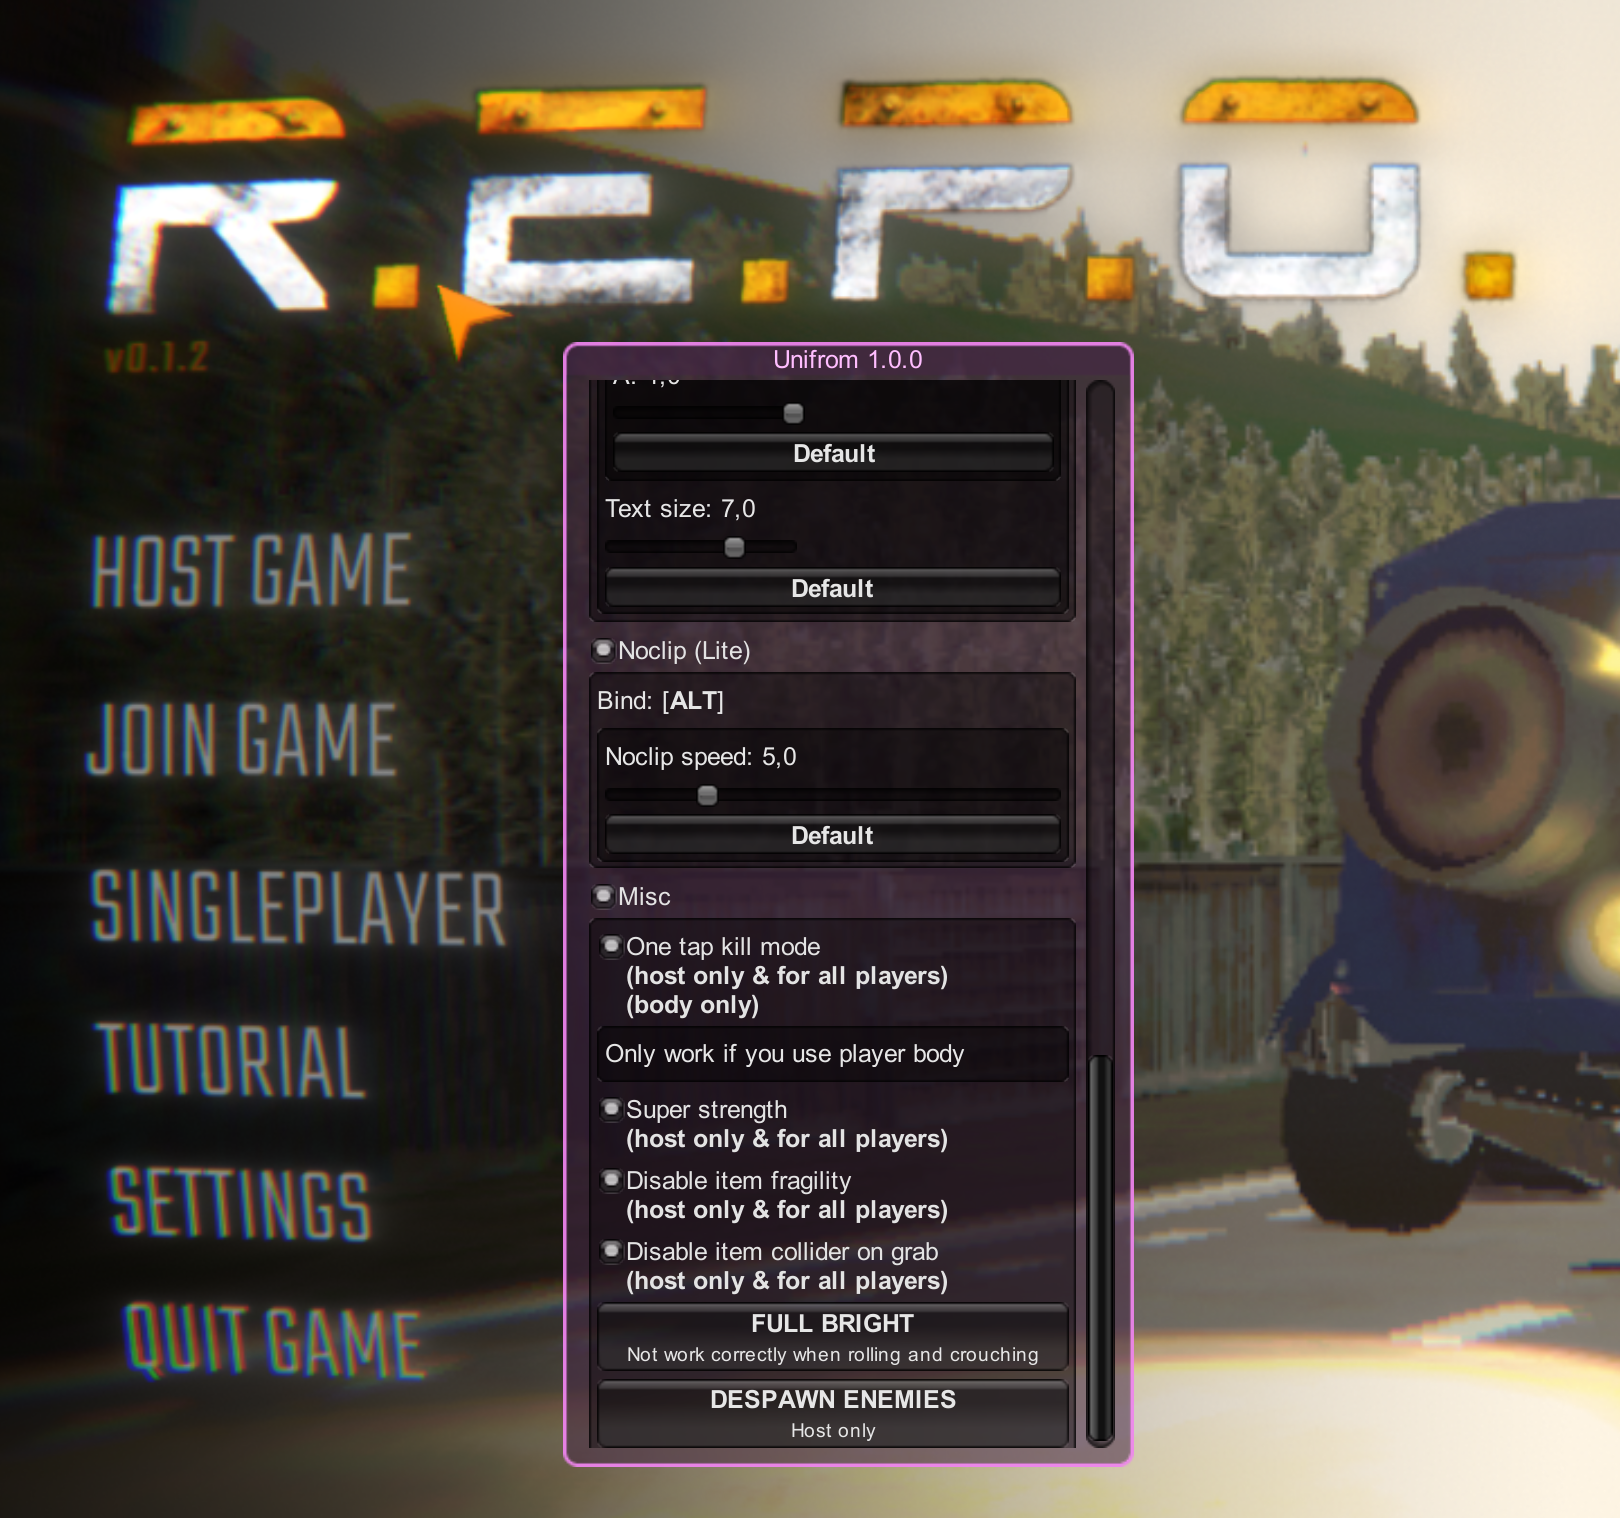 R.E.P.O.
v0.1.2
HOST GAME
JOIN GAME
SINGLEPLAYER
TUTORIAL
SETTINGS
QUIT GAME
Unifrom 1.0.0
A: 1,0
Default
Text size: 7,0
Default
Noclip (Lite)
Bind: [ALT]
Noclip speed: 5,0
Default
Misc
One tap kill mode
(host only & for all players)
(body only)
Only work if you use player body
Super strength
(host only & for all players)
Disable item fragility
(host only & for all players)
Disable item collider on grab
(host only & for all players)
FULL BRIGHT
Not work correctly when rolling and crouching
DESPAWN ENEMIES
Host only